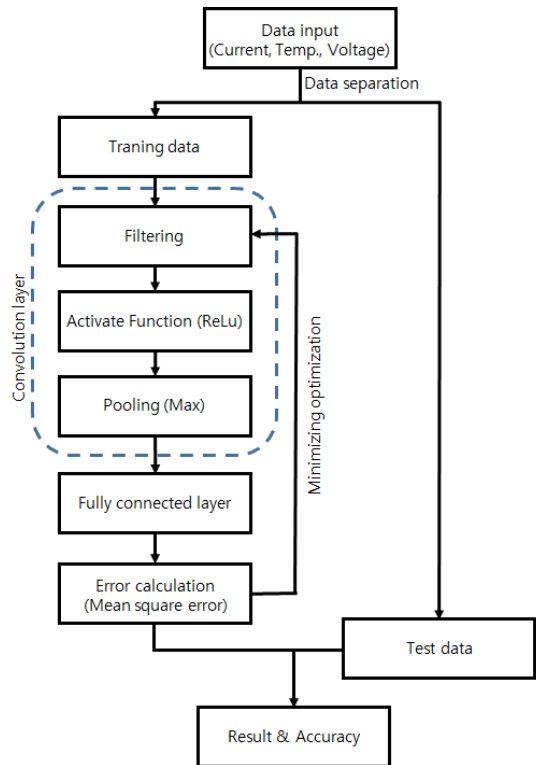 Data input
(Current, Temp., Voltage)
Data separation
Traning data
Filtering
Activate Function (ReLu)
Pooling (Max)
Convolution layer
Minimizing optimization
Fully connected layer
Error calculation
(Mean square error)
Test data
Result & Accuracy